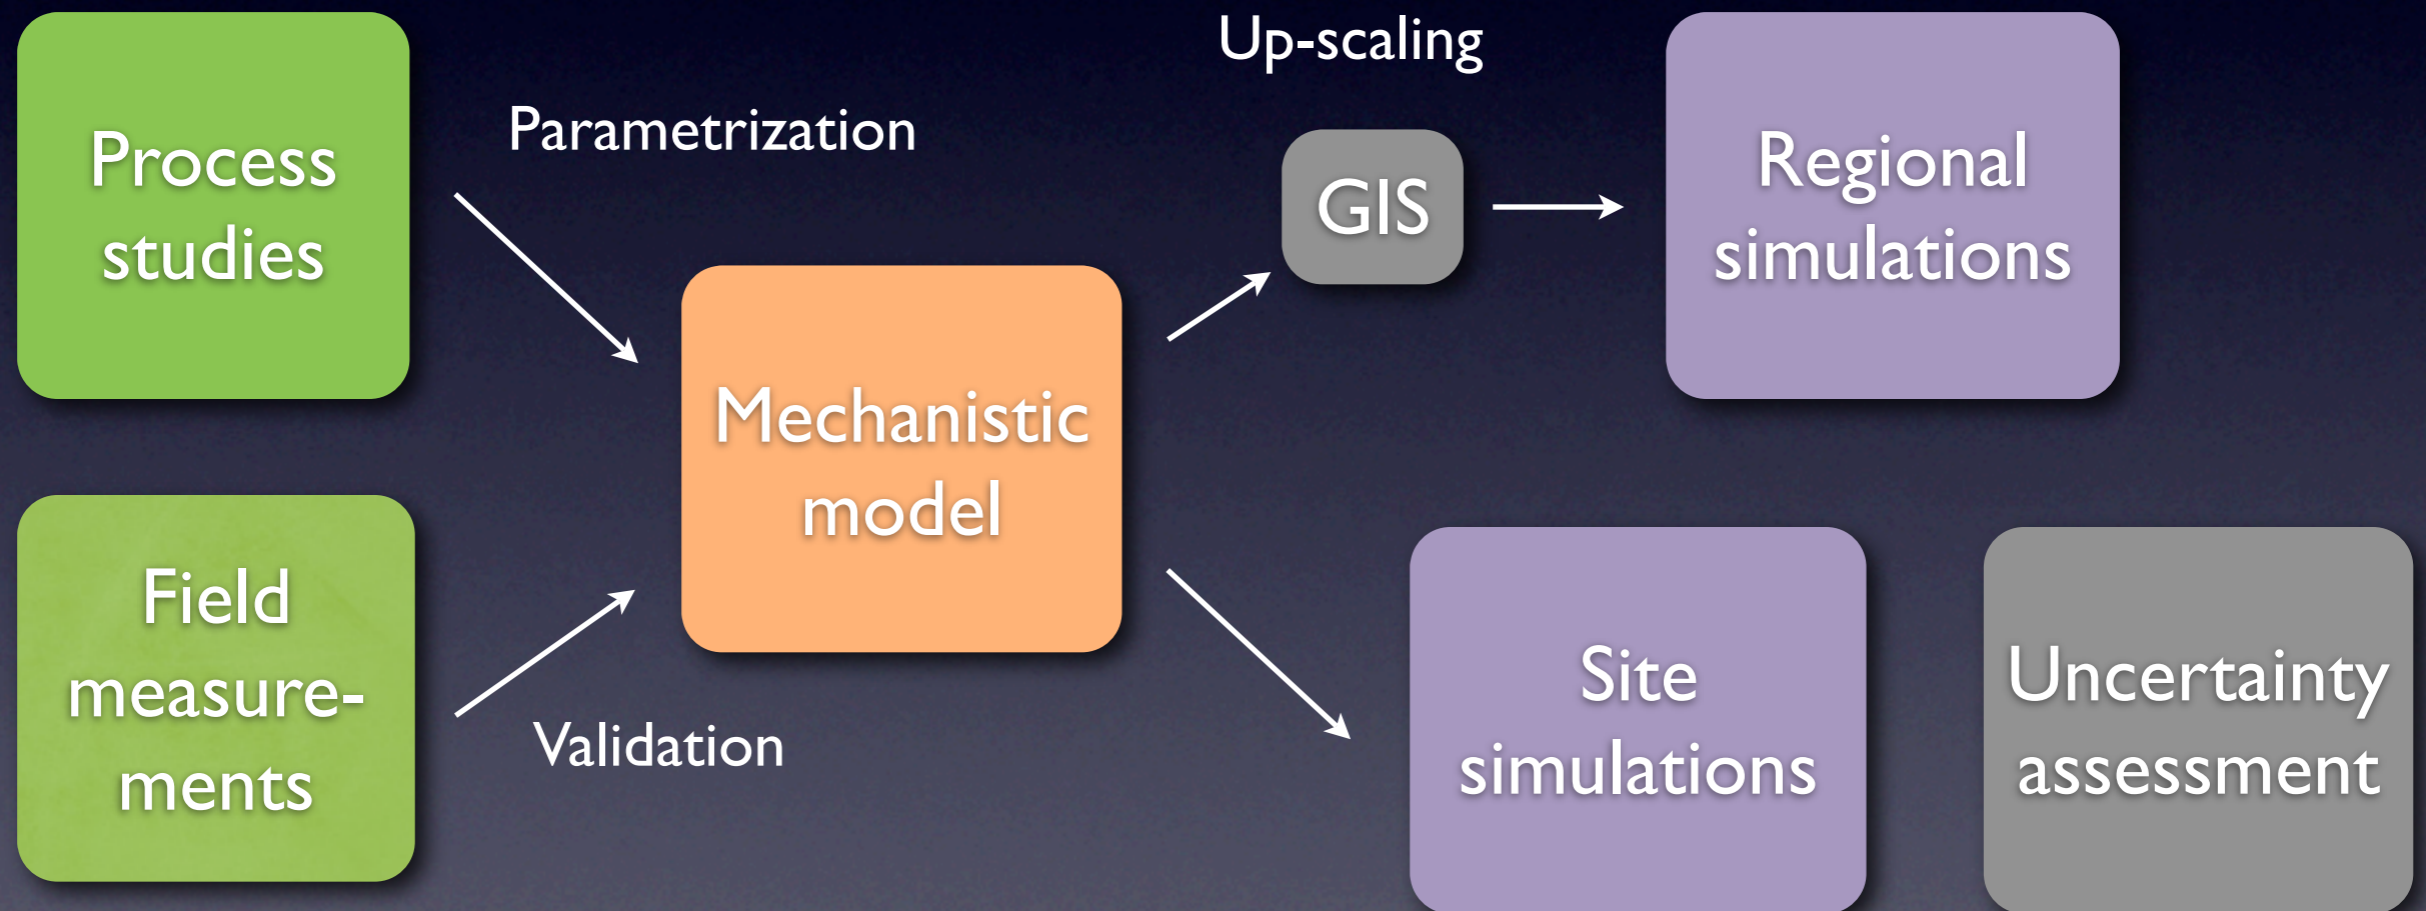 Process
studies
Parametrization
Up-scaling
GIS
Regional
simulations
Mechanistic
model
Field
measure-
ments
Validation
Site
simulations
Uncertainty
assessment